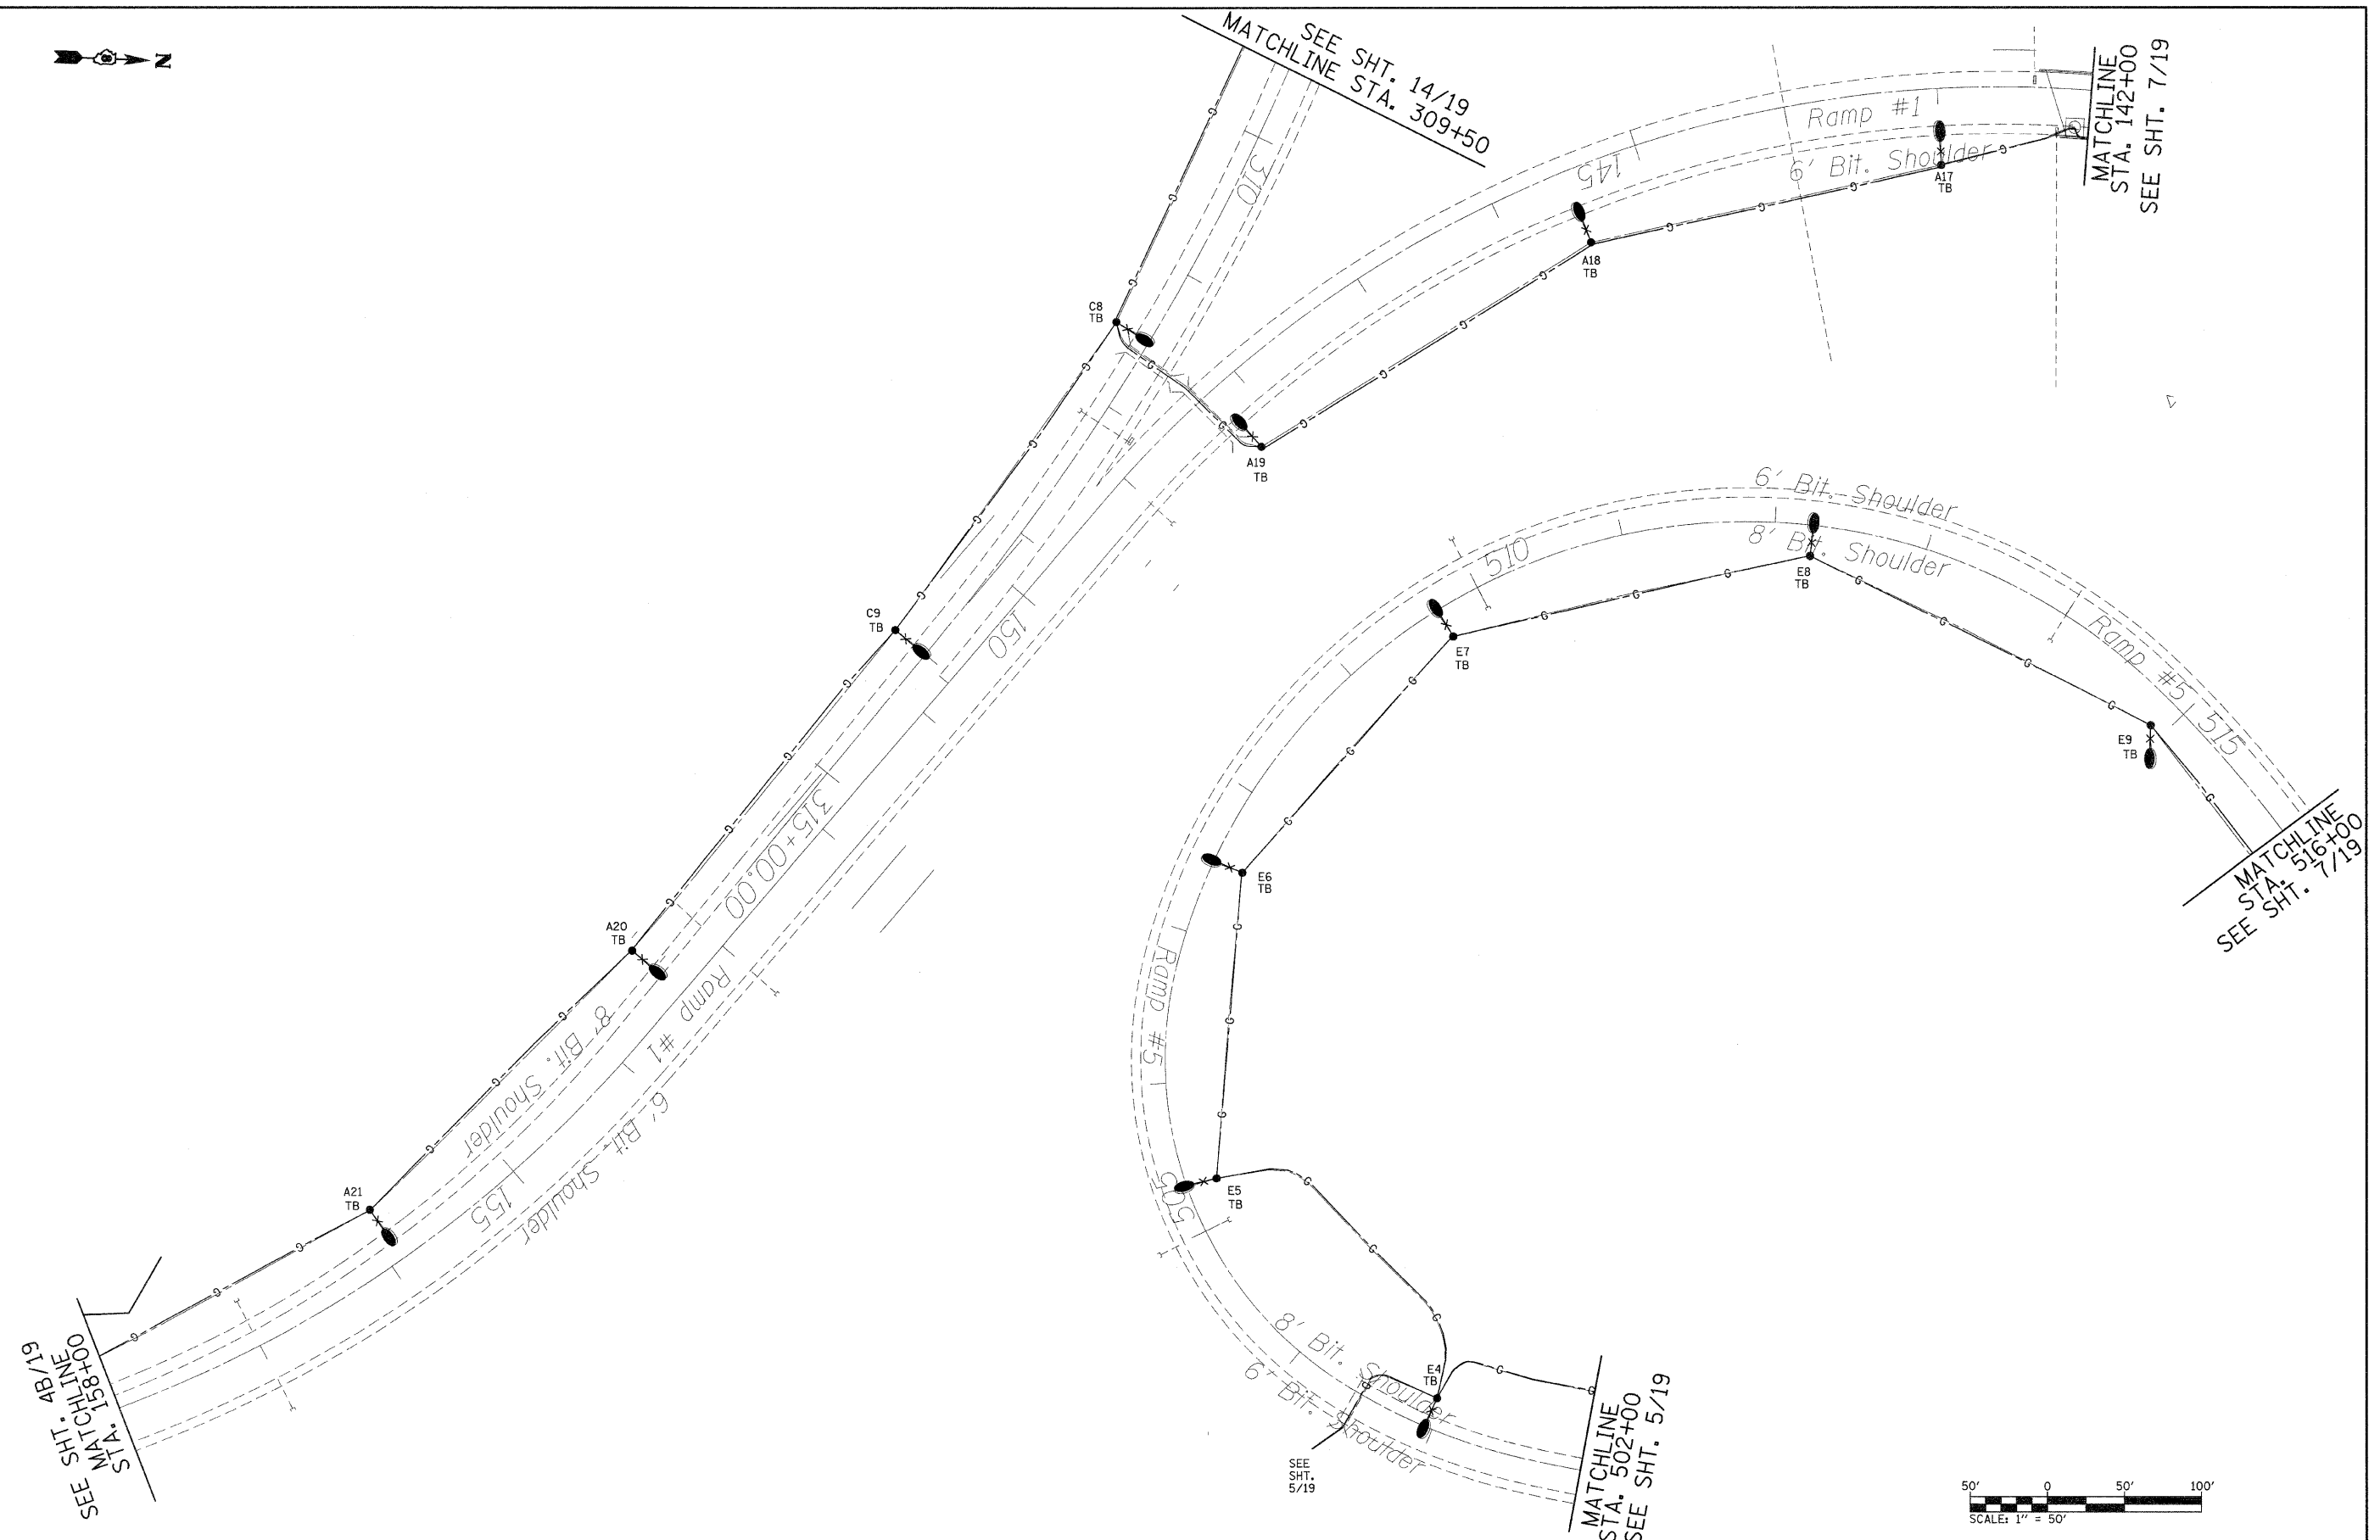 N
SEE SHT. 14/19
MATCHLINE STA. 309+50
310
Ramp #1
145
6' Bit. Shoulder
A17
TB
MATCHLINE
STA. 142+00
SEE SHT. 7/19
A18
TB
C8
TB
A19
TB
6' Bit. Shoulder
8' Bit. Shoulder
E8
TB
510
E7
TB
Ramp #5
515
E9
TB
MATCHLINE
STA. 516+00
SEE SHT. 7/19
C9
TB
150
315+00.00
E6
TB
A20
TB
8' Bit. Shoulder
Ramp #1
6' Bit. Shoulder
Ramp #5
505
E5
TB
A21
TB
155
SEE SHT. 4B/19
MATCHLINE
STA. 158+00
8' Bit. Shoulder
6' Bit. Shoulder
E4
TB
SEE
SHT.
5/19
MATCHLINE
STA. 502+00
SEE SHT. 5/19
50' 0 50' 100'
SCALE: 1" = 50'